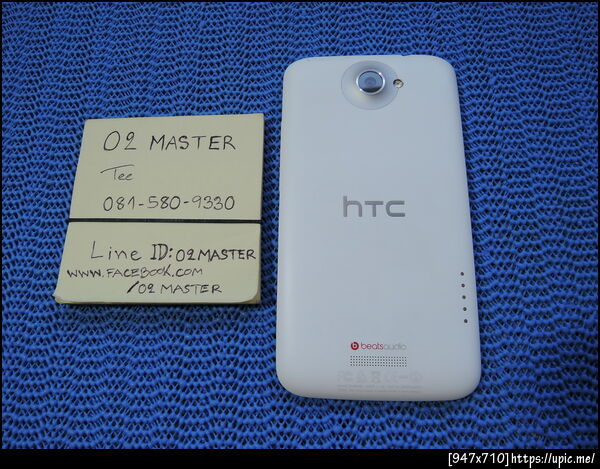 O2 MASTER
Tee
081-580-9330
Line ID: O2MASTER
WWW.FACEBOOK.COM
/O2 MASTER
hTC
beatsaudio
[947x710]https://upic.me/